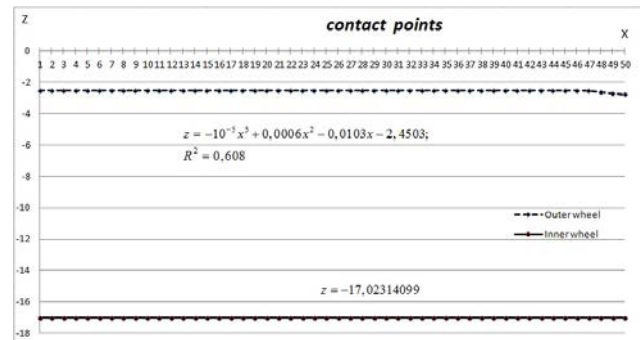 contact points
Z
X
0
1 2 3 4 5 6 7 8 9 10 11 12 13 14 15 16 17 18 19 20 21 22 23 24 25 26 27 28 29 30 31 32 33 34 35 36 37 38 39 40 41 42 43 44 45 46 47 48 49 50
-2
-4
z = −10⁻⁵x³ + 0,0006x² − 0,0103x − 2,4503;
-6
R² = 0,608
-8
-10
Outer wheel
Inner wheel
-12
-14
z = −17,02314099
-16
-18